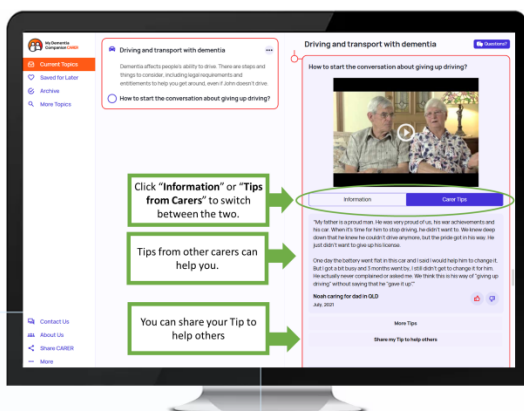 My Dementia
Companion CARER
Current Topics
Saved for Later
Archive
More Topics
Contact Us
About Us
Share CARER
More
Driving and transport with dementia
Dementia affects people's ability to drive. There are steps and
things to consider, including legal requirements and
entitlements to help you get around, even if John doesn't drive.
How to start the conversation about giving up driving?
Click "Information" or "Tips
from Carers" to switch
between the two.
Tips from other carers can
help you.
You can share your Tip to
help others
Driving and transport with dementia
Questions?
How to start the conversation about giving up driving?
Information
Carer Tips
"My father is a proud man. He was very proud of us, his war achievements and
his car. When it's time for him to stop driving, he didn't want to. We knew deep
down that he knew he couldn't drive anymore, but the pride got in his way. He
just didn't want to give up his license.
One day the battery went flat in this car and I said I would help him to change it.
But I got a bit busy and 3 months went by, I still didn't get to change it for him.
He actually never complained or asked me. We think this is his way of "giving up
driving" without saying that he "gave it up"."
Noah caring for dad in QLD
July, 2021
More Tips
Share my Tip to help others